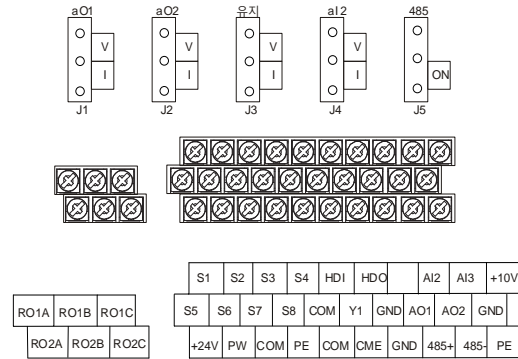 aO1 aO2 유지 aI2 485
V V V V
I I I I ON
J1 J2 J3 J4 J5
S1 S2 S3 S4 HDI HDO AI2 AI3 +10V
RO1A RO1B RO1C S5 S6 S7 S8 COM Y1 GND AO1 AO2 GND
RO2A RO2B RO2C +24V PW COM PE COM CME GND 485+ 485- PE